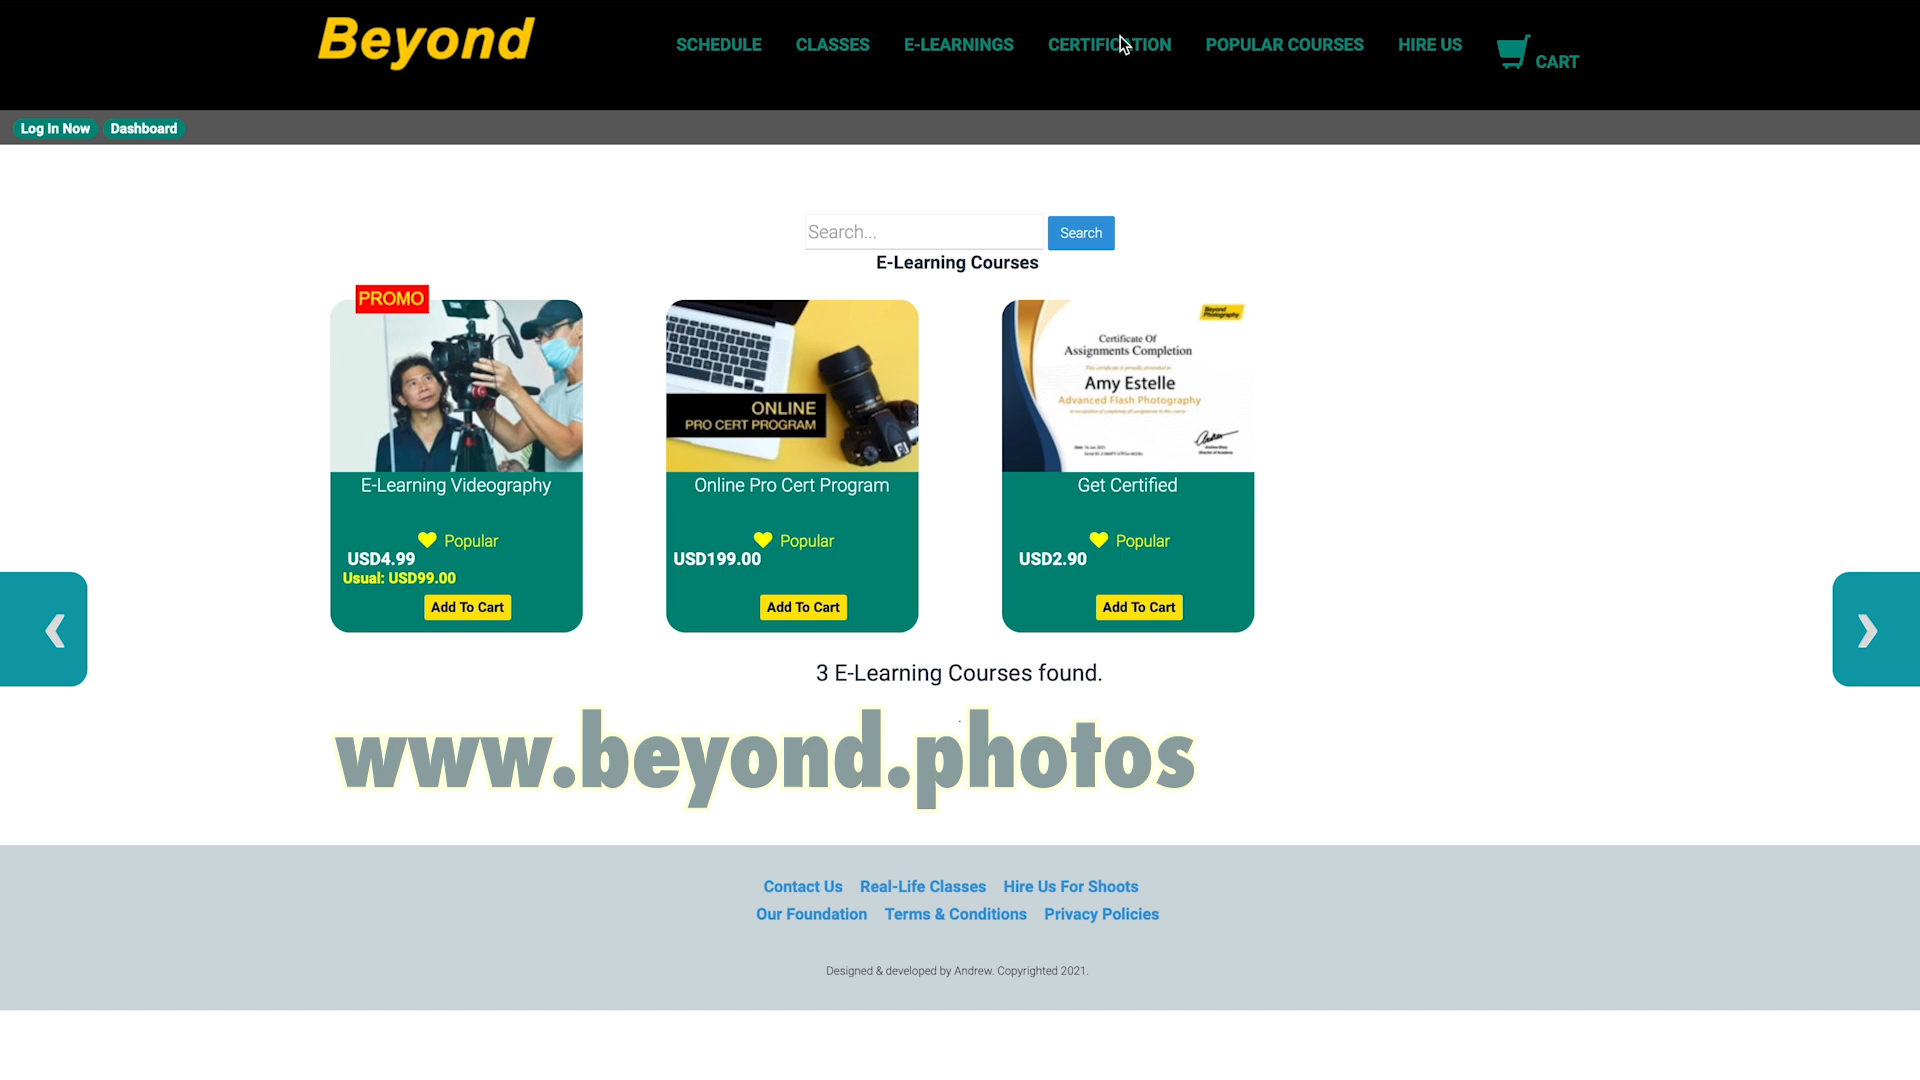 Beyond
SCHEDULE CLASSES E-LEARNINGS CERTIFICATION POPULAR COURSES HIRE US CART
Log In Now Dashboard
Search... Search
E-Learning Courses
PROMO
ONLINE
PRO CERT PROGRAM
Beyond
Photography
Certificate Of
Assignments Completion
Amy Estelle
Advanced Flash Photography
E-Learning Videography
Popular
USD4.99
Usual: USD99.00
Add To Cart
Online Pro Cert Program
Popular
USD199.00
Add To Cart
Get Certified
Popular
USD2.90
Add To Cart
3 E-Learning Courses found.
www.beyond.photos
Contact Us Real-Life Classes Hire Us For Shoots
Our Foundation Terms & Conditions Privacy Policies
Designed & developed by Andrew. Copyrighted 2021.